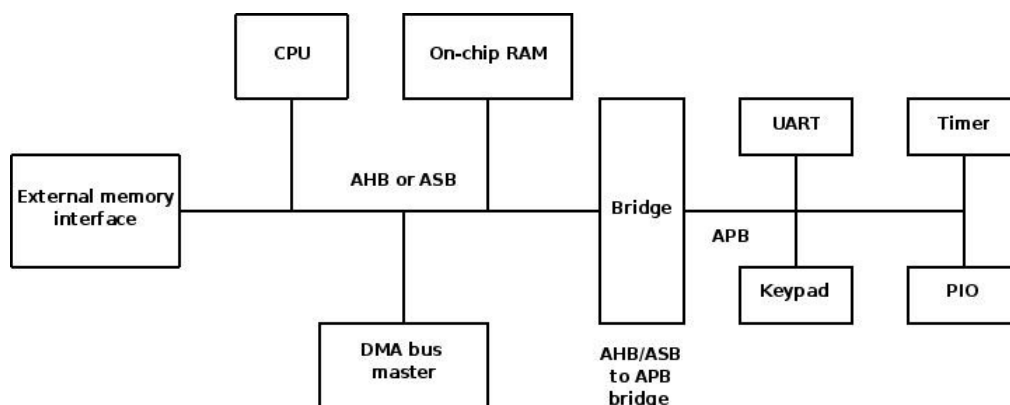 CPU
On-chip RAM
UART
Timer
External memory
interface
AHB or ASB
Bridge
APB
Keypad
PIO
DMA bus
master
AHB/ASB
to APB
bridge